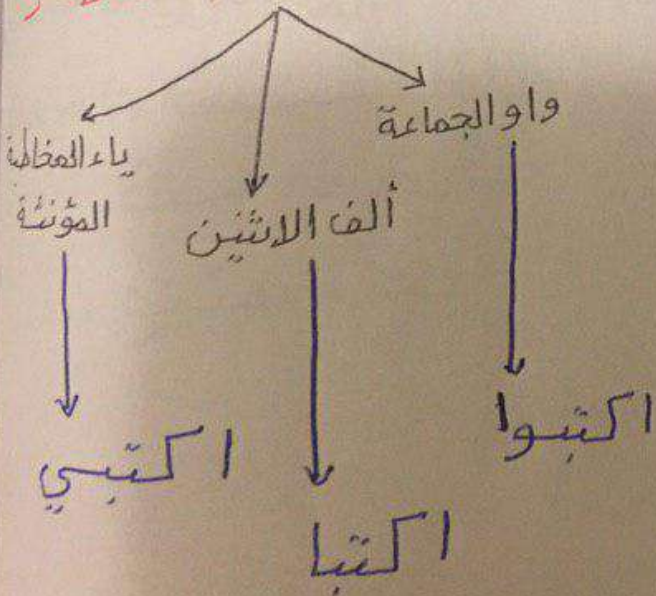 واو الجماعة
ألف الاثنين
ياء المخاطبة
المؤنثة
اكتبوا
اكتبا
اكتبي